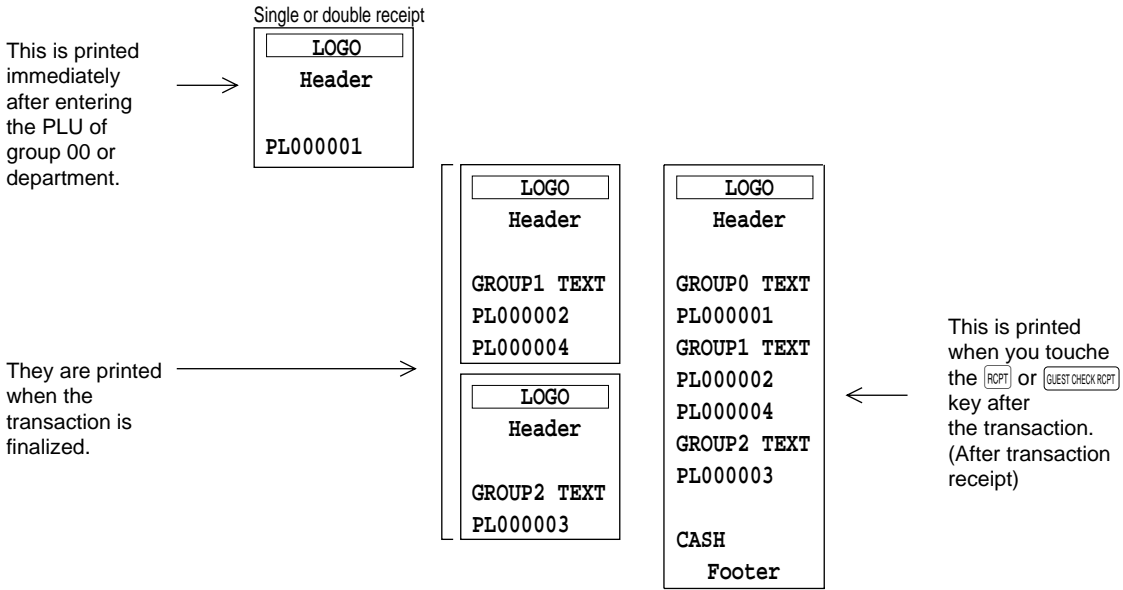 Single or double receipt
This is printed
immediately
after entering
the PLU of
group 00 or
department.
LOGO
Header
PL000001
They are printed
when the
transaction is
finalized.
LOGO
Header
GROUP1 TEXT
PL000002
PL000004
LOGO
Header
GROUP2 TEXT
PL000003
LOGO
Header
GROUP0 TEXT
PL000001
GROUP1 TEXT
PL000002
PL000004
GROUP2 TEXT
PL000003
CASH
Footer
This is printed
when you touche
the RCPT or GUEST CHECK RCPT
key after
the transaction.
(After transaction
receipt)